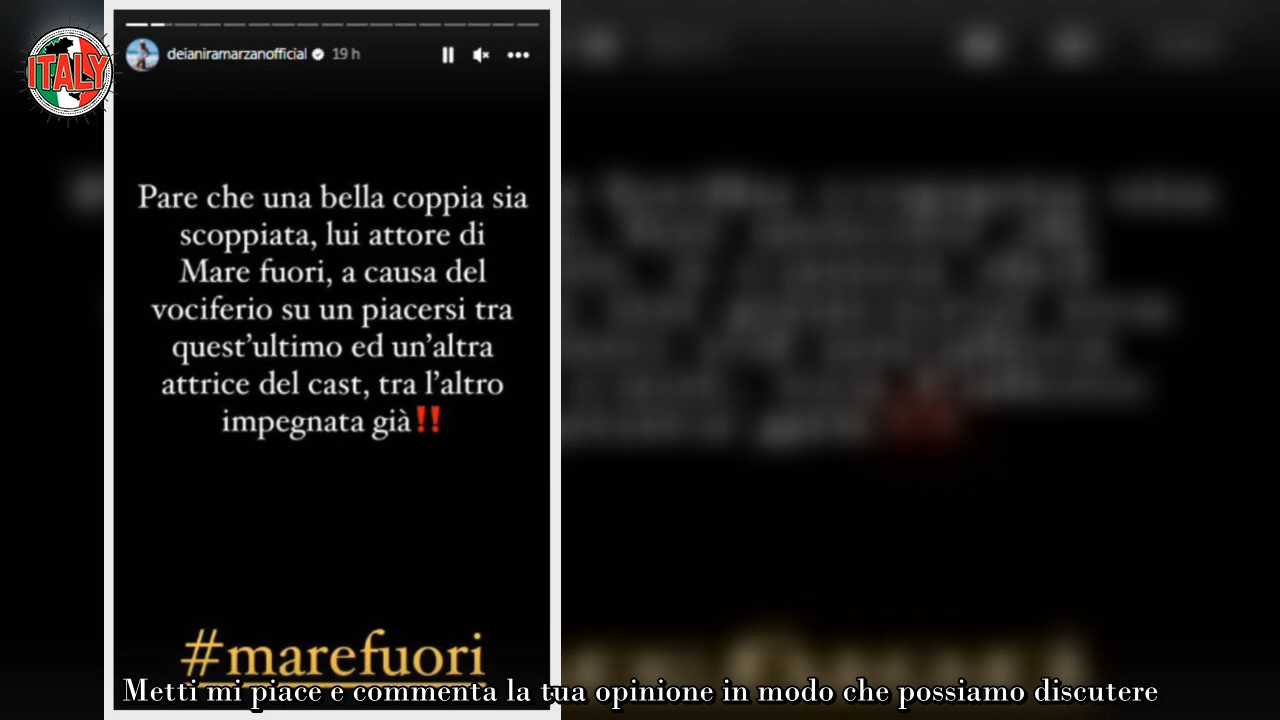 ITALY
deianiramarzanofficial 19 h
Pare che una bella coppia sia
scoppiata, lui attore di
Mare fuori, a causa del
vociferio su un piacersi tra
quest'ultimo ed un'altra
attrice del cast, tra l'altro
impegnata già‼️
#marefuori
Metti mi piace e commenta la tua opinione in modo che possiamo discutere